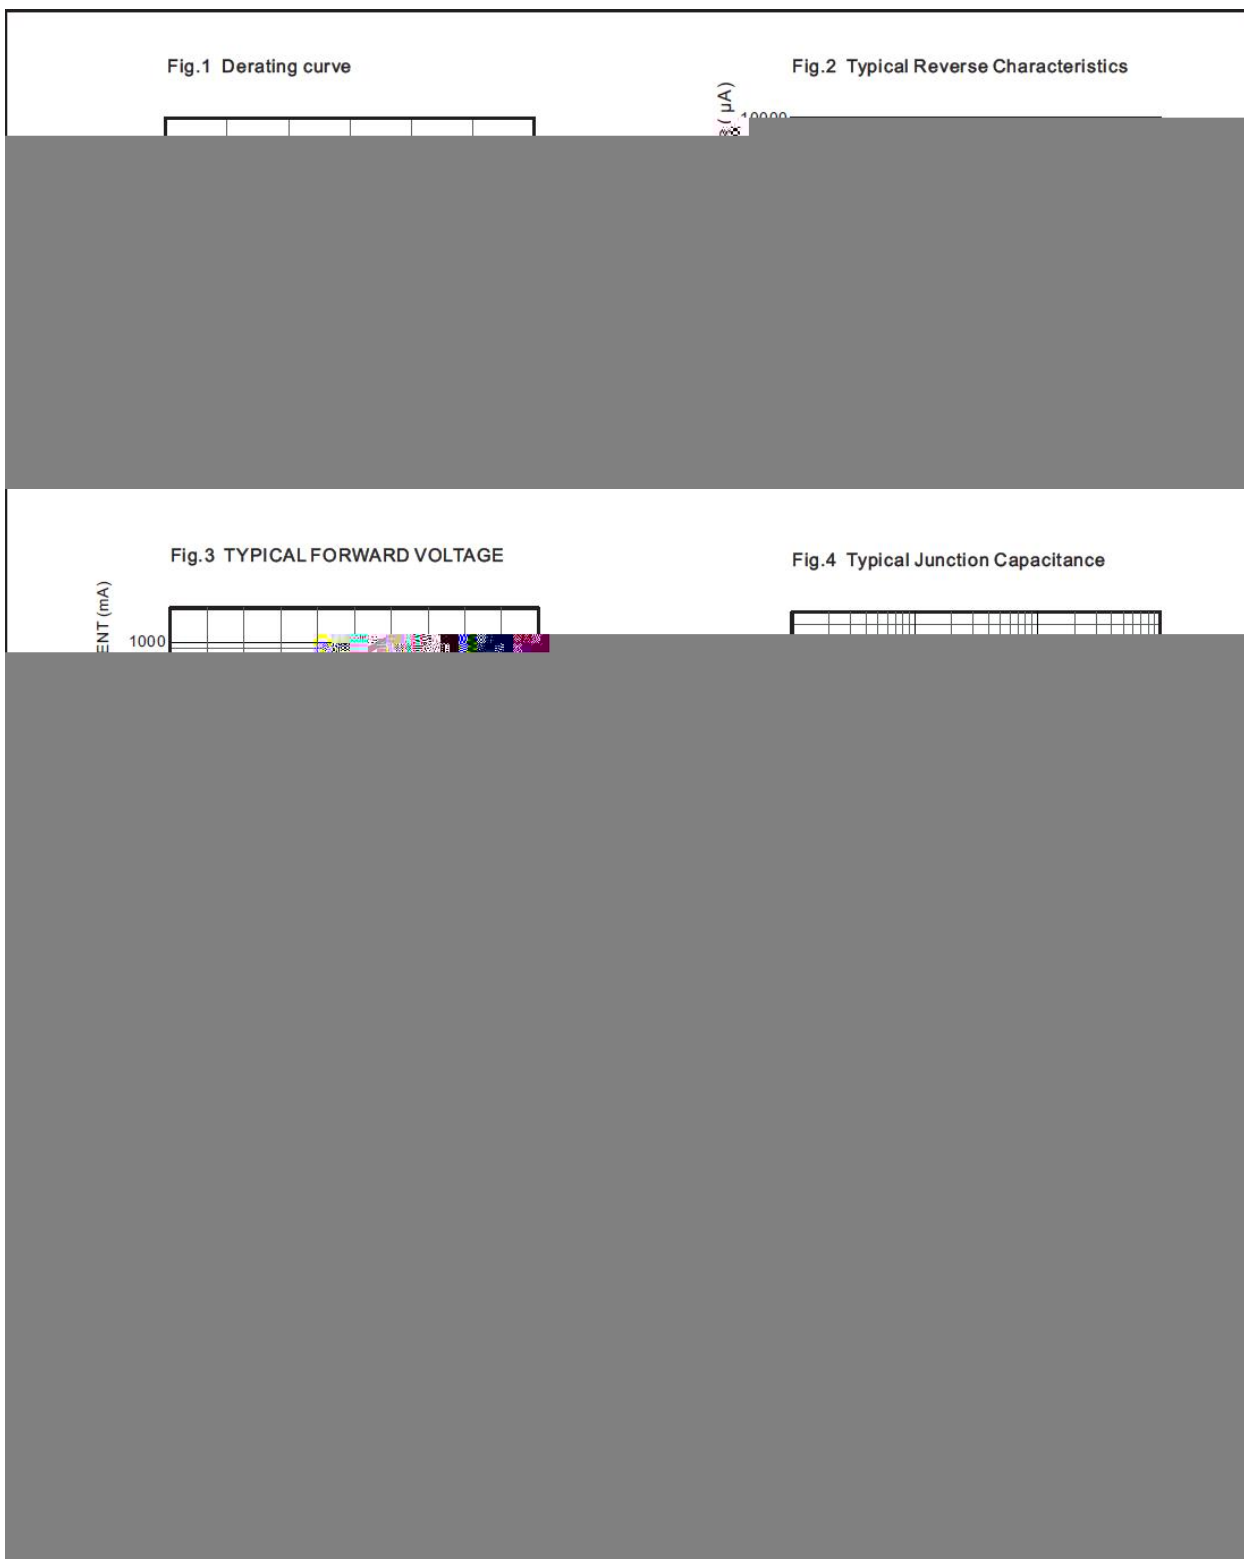 Fig.1 Derating curve
Fig.2 Typical Reverse Characteristics
( μA)
10000
Fig.3 TYPICAL FORWARD VOLTAGE
Fig.4 Typical Junction Capacitance
ENT (mA)
1000